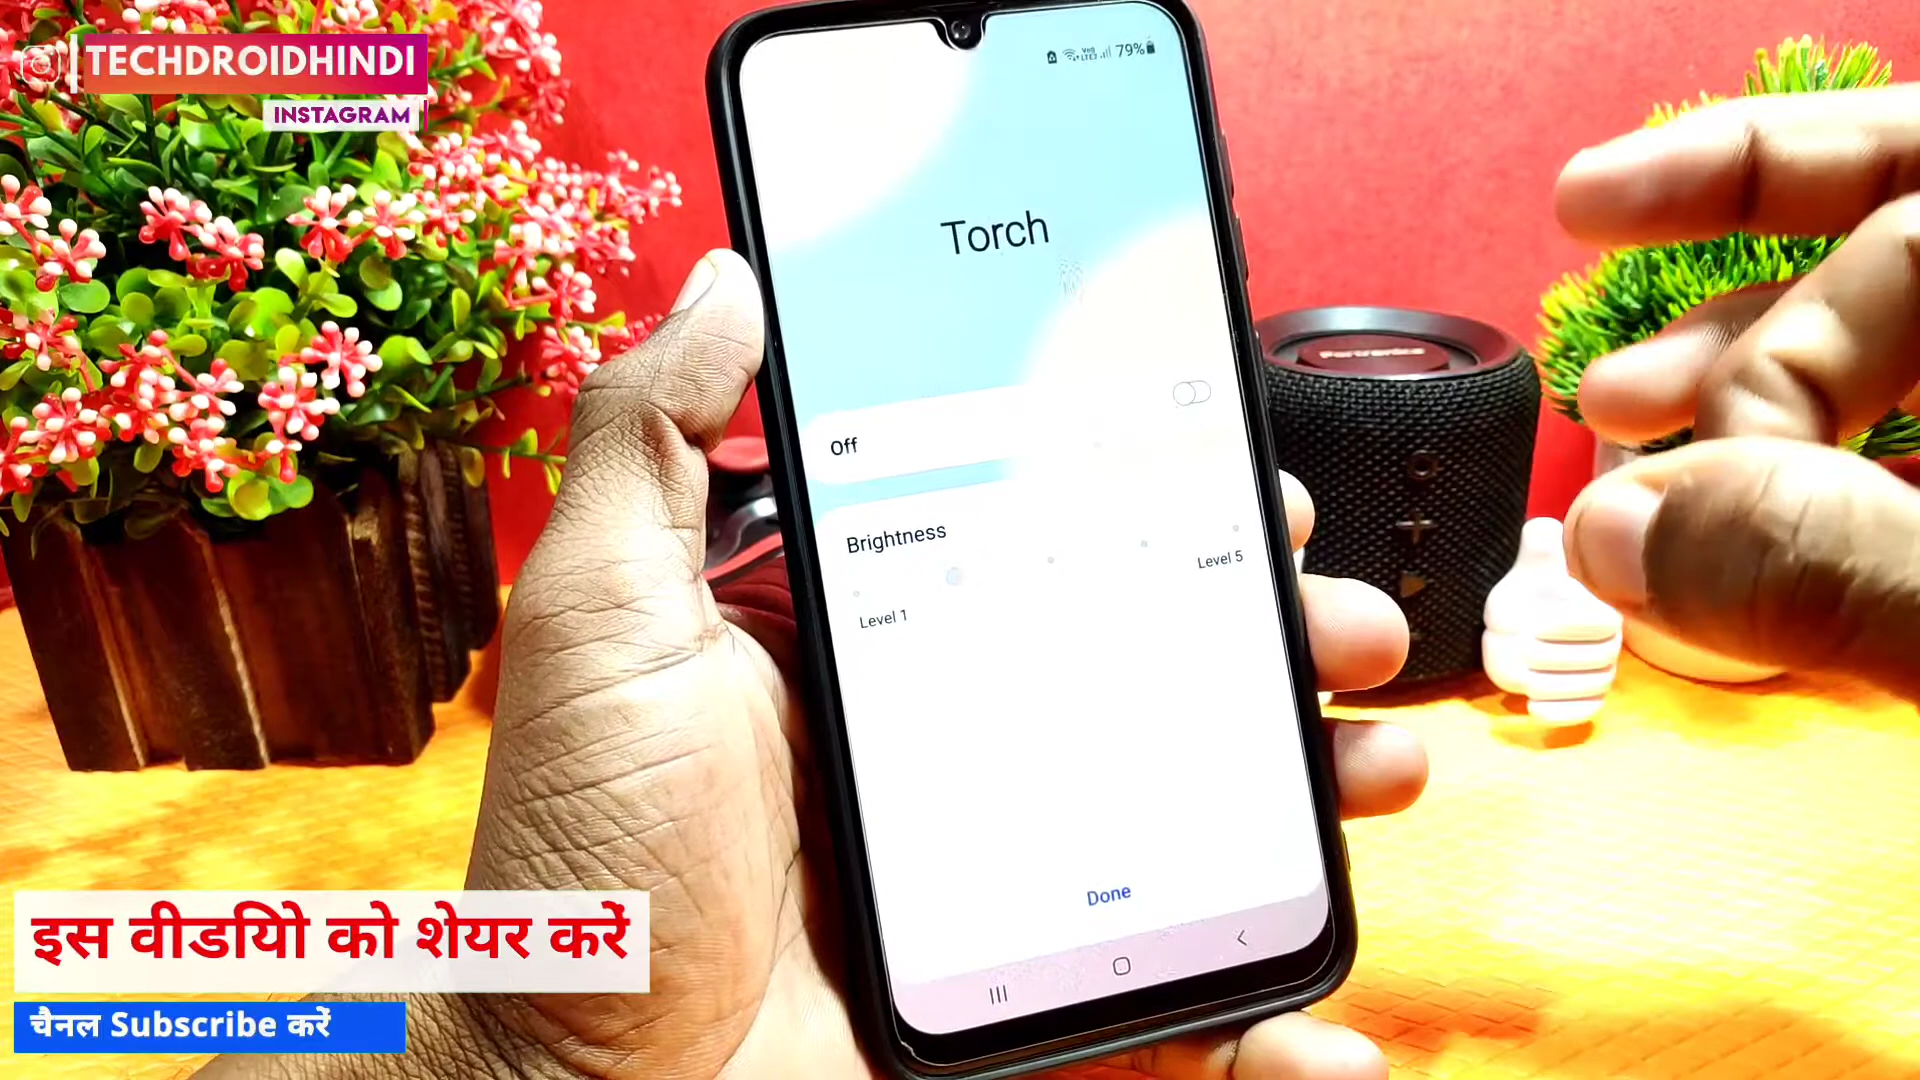 TECHDROIDHINDI
INSTAGRAM
79%
Torch
Off
Brightness
Level 1
Level 5
Done
इस वीडियाे को शेयर करें
चैनल Subscribe करें